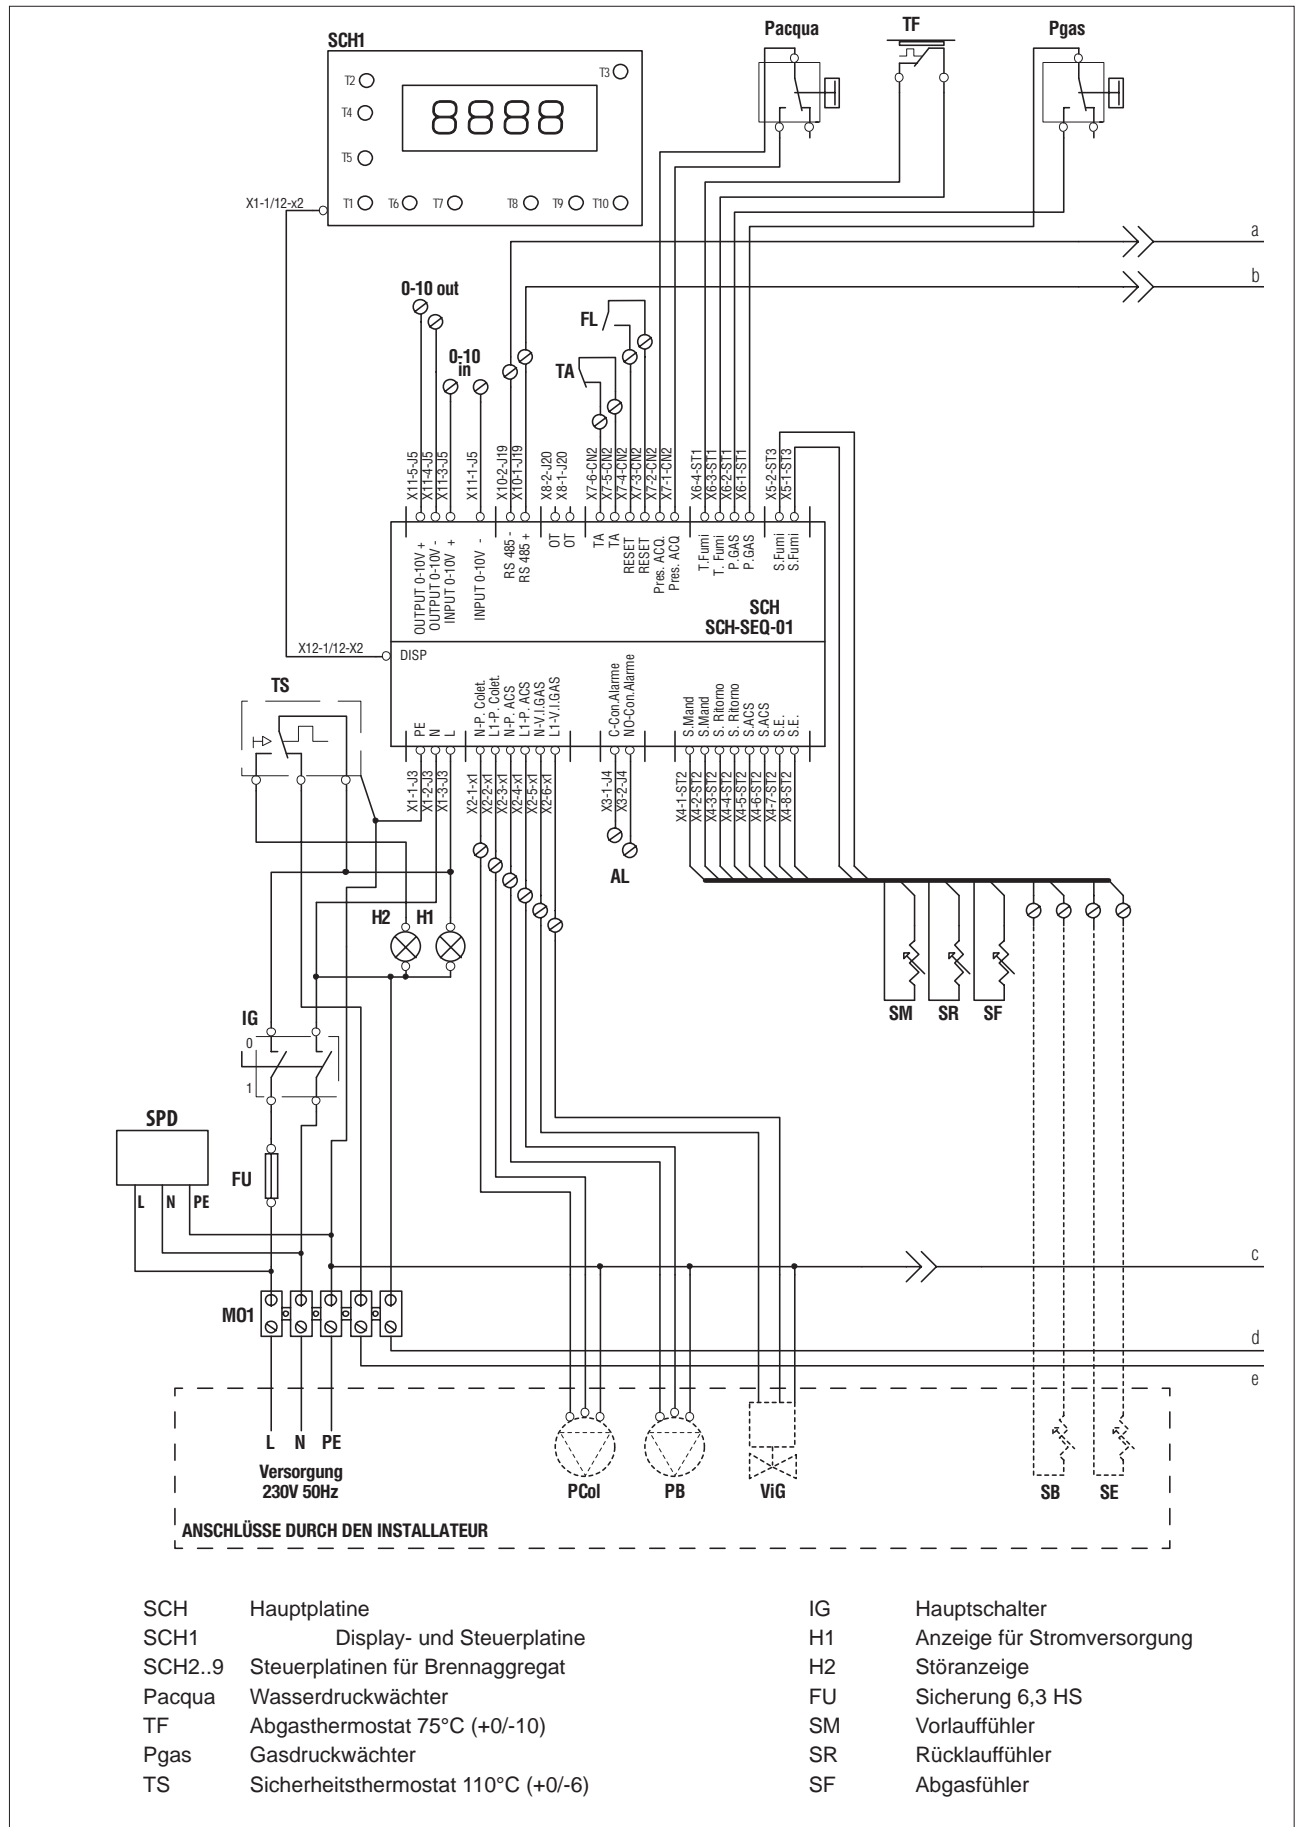 Pacqua
TF
Pgas
SCH1
T2
T3
T4
8888
T5
X1-1/12-x2
T1
T6
T7
T8
T9
T10
a
b
0-10 out
FL
0-10
in
TA
X11-5-J5
X11-4-J5
X11-3-J5
X11-1-J5
X10-2-J19
X10-1-J19
X8-2-J20
X8-1-J20
X7-6-CN2
X7-5-CN2
X7-4-CN2
X7-3-CN2
X7-2-CN2
X7-1-CN2
X6-4-ST1
X6-3-ST1
X6-2-ST1
X6-1-ST1
X5-2-ST3
X5-1-ST3
OUTPUT 0-10V +
OUTPUT 0-10V -
INPUT 0-10V +
INPUT 0-10V -
RS 485 -
RS 485 +
OT
OT
TA
TA
RESET
RESET
Pres. ACQ.
Pres. ACQ
T.Fumi
T. Fumi
P.GAS
P.GAS
S.Fumi
S.Fumi
SCH
SCH-SEQ-01
X12-1/12-X2
DISP
TS
PE
N
L
N-P. Colet.
L1-P. Colet.
N-P. ACS
L1-P. ACS
N-V.I.GAS
L1-V.I.GAS
C-Con.Alarme
NO-Con.Alarme
S.Mand
S.Mand
S. Ritorno
S. Ritorno
S.ACS
S.ACS
S.E.
S.E.
X1-1-J3
X1-2-J3
X1-3-J3
X2-1-x1
X2-2-x1
X2-3-x1
X2-4-x1
X2-5-x1
X2-6-x1
X3-1-J4
X3-2-J4
X4-1-ST2
X4-2-ST2
X4-3-ST2
X4-4-ST2
X4-5-ST2
X4-6-ST2
X4-7-ST2
X4-8-ST2
AL
H2
H1
SM
SR
SF
IG
0
1
SPD
FU
L
N
PE
c
MO1
d
e
L
N
PE
Versorgung
230V 50Hz
PCol
PB
ViG
SB
SE
ANSCHLÜSSE DURCH DEN INSTALLATEUR
SCH Hauptplatine
SCH1 Display- und Steuerplatine
SCH2..9 Steuerplatinen für Brennaggregat
Pacqua Wasserdruckwächter
TF Abgasthermostat 75°C (+0/-10)
Pgas Gasdruckwächter
TS Sicherheitsthermostat 110°C (+0/-6)
IG Hauptschalter
H1 Anzeige für Stromversorgung
H2 Störanzeige
FU Sicherung 6,3 HS
SM Vorlauffühler
SR Rücklauffühler
SF Abgasfühler